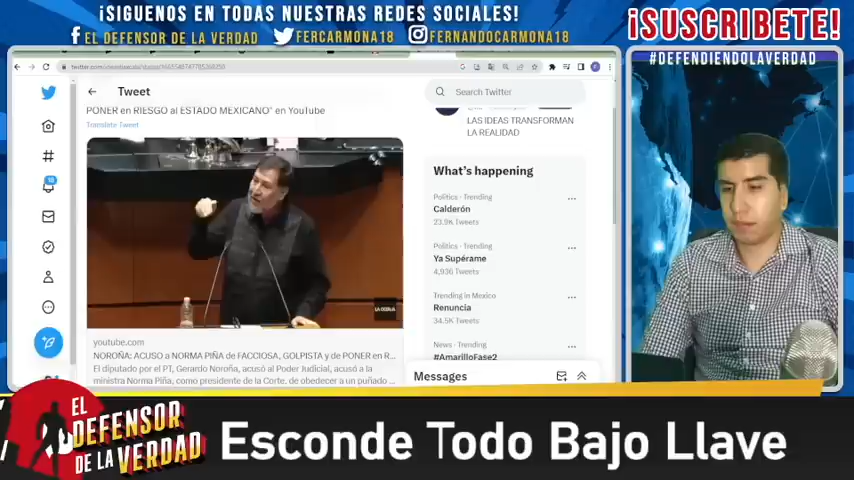 ¡SIGUENOS EN TODAS NUESTRAS REDES SOCIALES!
EL DEFENSOR DE LA VERDAD
FERCARMONA18
FERNANDOCARMONA18
¡SUSCRIBETE!
#DEFENDIENDOLAVERDAD
Tweet
Search Twitter
PONER en RIESGO al ESTADO MEXICANO" en YouTube
Translate Tweet
LAS IDEAS TRANSFORMAN
LA REALIDAD
What's happening
Politics · Trending
Calderón
23.9K Tweets
Politics · Trending
Ya Supérame
4,936 Tweets
Trending in Mexico
Renuncia
34.5K Tweets
News · Trending
#AmarilloFase2
youtube.com
NOROÑA: ACUSO a NORMA PIÑA de FACCIOSA, GOLPISTA y de PONER en R...
El diputado por el PT, Gerardo Noroña, acusó al Poder Judicial, acusó a la
ministra Norma Piña, como presidente de la Corte, de obedecer a un puñado ...
Messages
EL
DEFENSOR
DE LA VERDAD
Esconde Todo Bajo Llave